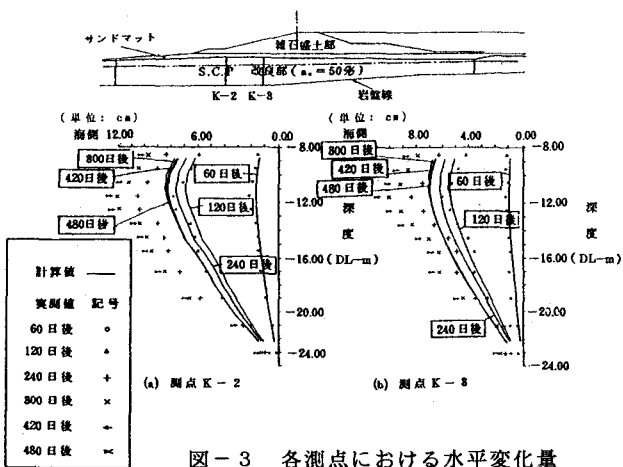 サンドマット
雑石盛土部
S.C.P 改良部(aₛ=50%)
K-2 K-3
岩盤線
(単位: cm)
海側 12.00 6.00 0.00
-8.00
-12.00
-16.00
-20.00
-24.00
深度
(DL-m)
800日後
420日後
480日後
60日後
120日後
240日後
(a) 測点 K-2
(単位: cm)
海側 8.00 4.00 0.00
-8.00
-12.00
-16.00
-20.00
-24.00
深度
(DL-m)
800日後
420日後
480日後
60日後
120日後
240日後
(b) 測点 K-3
計算値
実測値 記号
60日後 o
120日後 ▲
240日後 +
800日後 ×
420日後
480日後
図-3 各測点における水平変化量